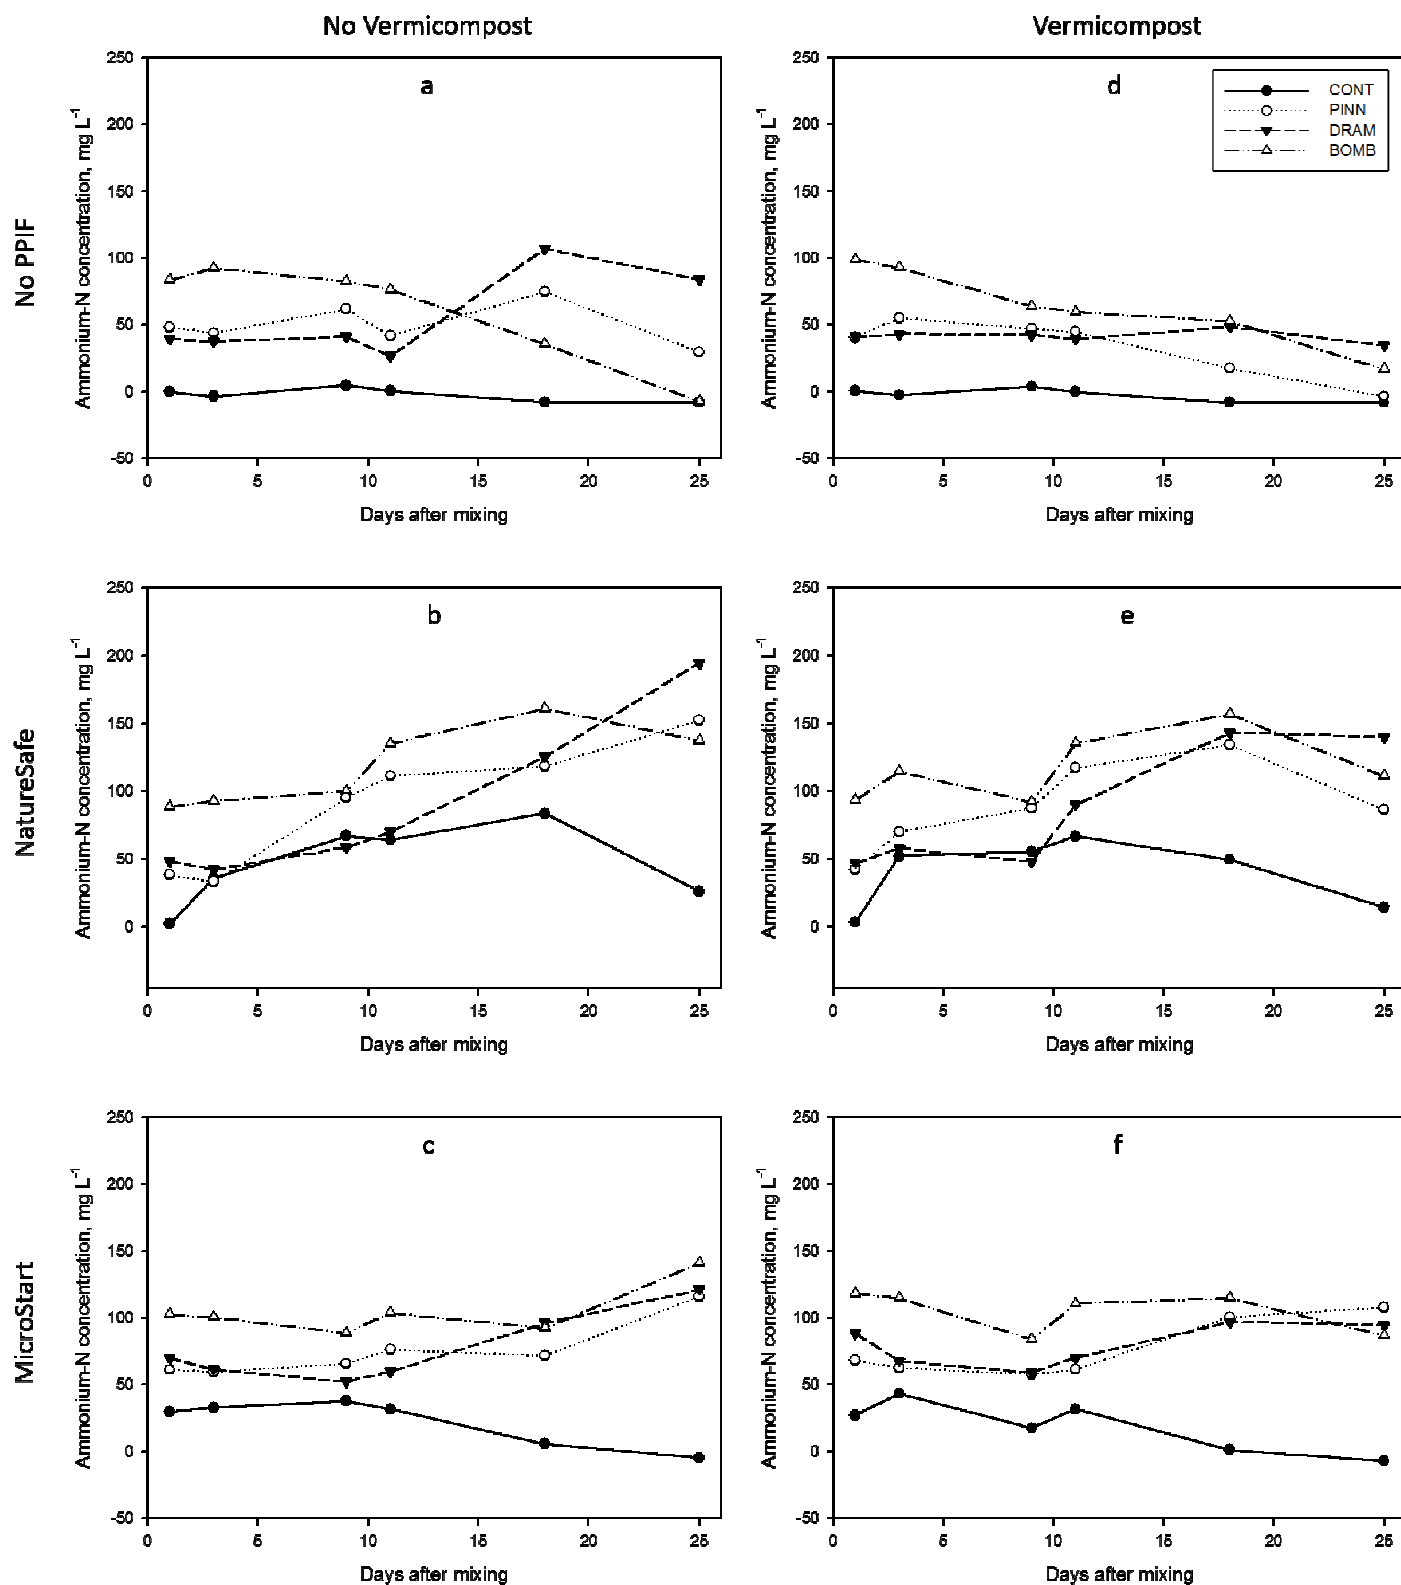 No Vermicompost
Vermicompost
No PPIF
a
Ammonium-N concentration, mg L⁻¹
250
200
150
100
50
0
-50
0 5 10 15 20 25
Days after mixing
d
CONT
PINN
DRAM
BOMB
Ammonium-N concentration, mg L⁻¹
250
200
150
100
50
0
-50
0 5 10 15 20 25
Days after mixing
NatureSafe
b
Ammonium-N concentration, mg L⁻¹
250
200
150
100
50
0
0 5 10 15 20 25
Days after mixing
e
Ammonium-N concentration, mg L⁻¹
250
200
150
100
50
0
0 5 10 15 20 25
Days after mixing
MicroStart
c
Ammonium-N concentration, mg L⁻¹
250
200
150
100
50
0
-50
0 5 10 15 20 25
Days after mixing
f
Ammonium-N concentration, mg L⁻¹
250
200
150
100
50
0
-50
0 5 10 15 20 25
Days after mixing